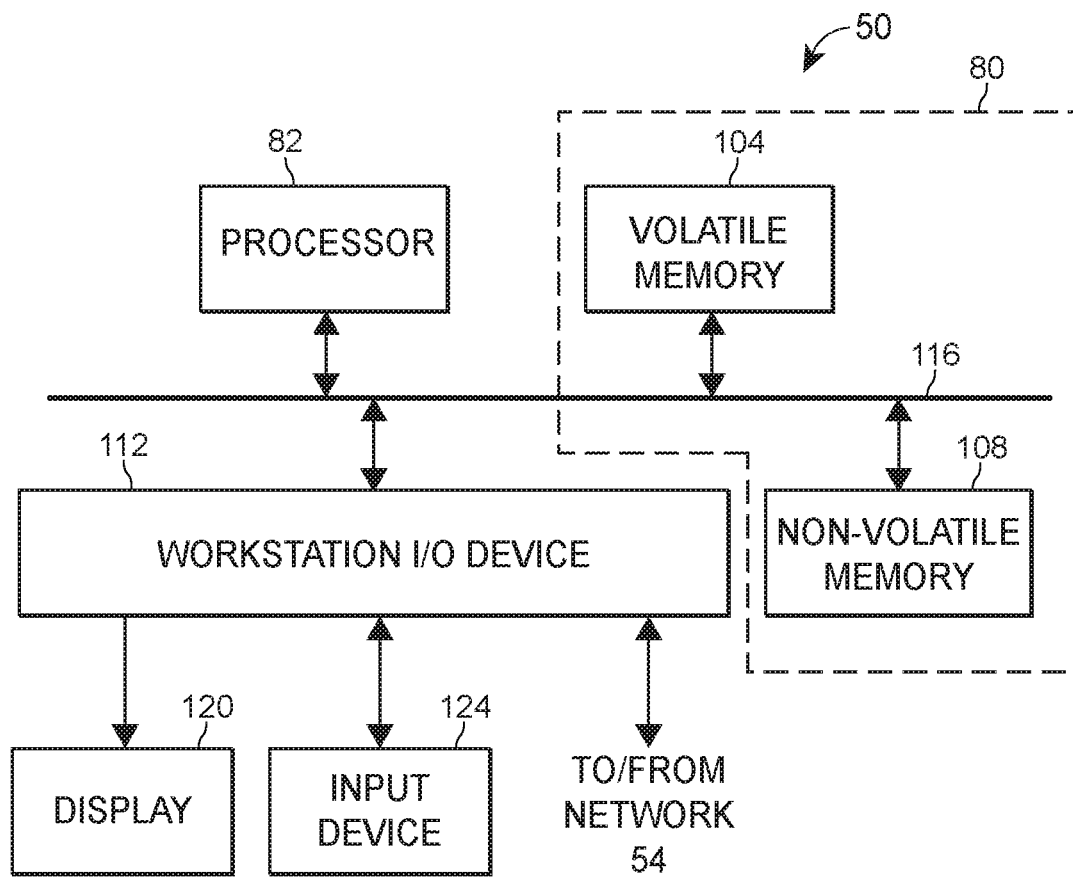 50
80
82
104
PROCESSOR
VOLATILE
MEMORY
116
112
108
WORKSTATION I/O DEVICE
NON-VOLATILE
MEMORY
120
124
DISPLAY
INPUT
DEVICE
TO/FROM
NETWORK
54